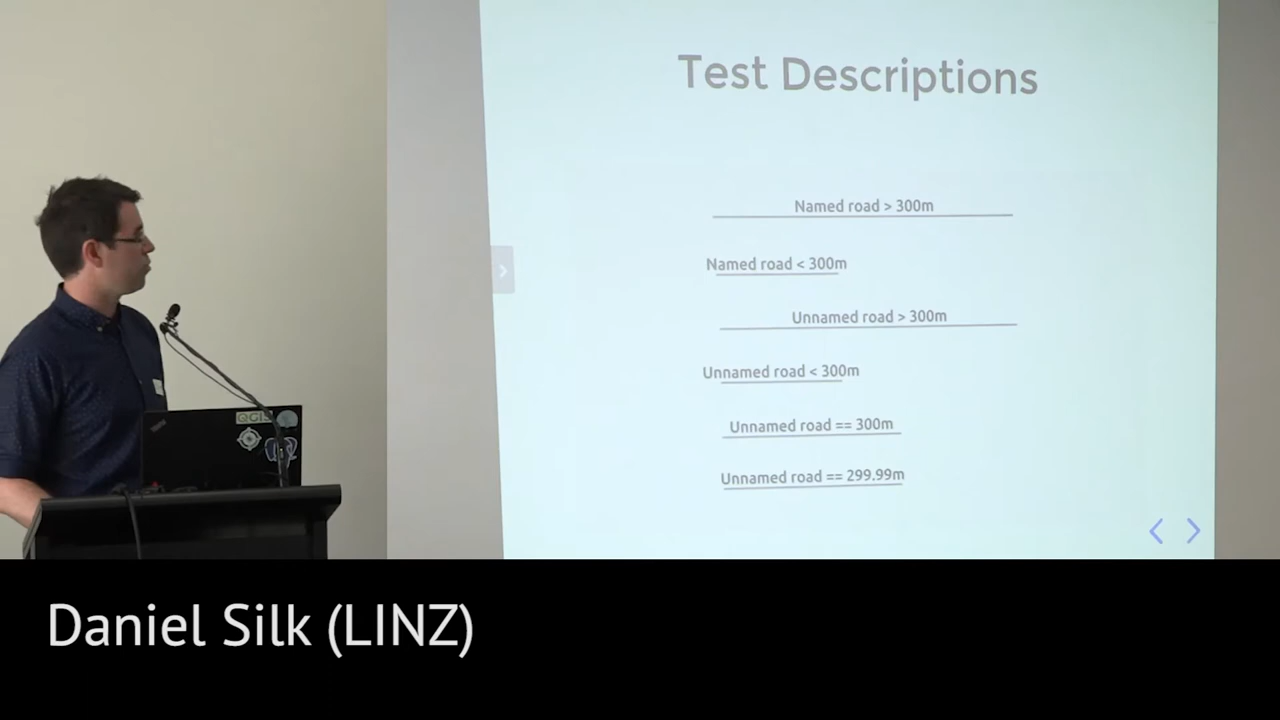 Test Descriptions
Named road > 300m
Named road < 300m
Unnamed road > 300m
Unnamed road < 300m
Unnamed road == 300m
Unnamed road == 299.99m
QGIS
Daniel Silk (LINZ)